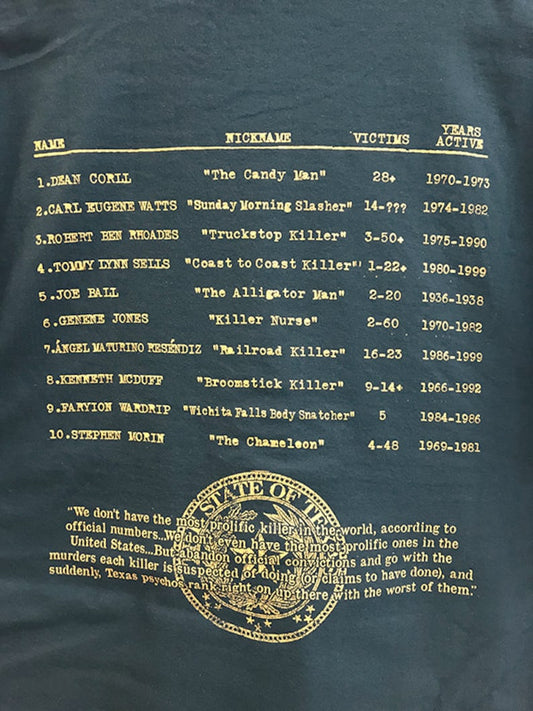 NAME NICKNAME VICTIMS YEARS ACTIVE
1.DEAN CORLL "The Candy Man" 28+ 1970-1973
2.CARL EUGENE WATTS "Sunday Morning Slasher" 14-??? 1974-1982
3.ROBERT BEN RHOADES "Truckstop Killer" 3-50+ 1975-1990
4.TOMMY LYNN SELLS "Coast to Coast Killer" 1-22+ 1980-1999
5.JOE BALL "The Alligator Man" 2-20 1936-1938
6.GENENE JONES "Killer Nurse" 2-60 1970-1982
7.ÁNGEL MATURINO RESÉNDIZ "Railroad Killer" 16-23 1986-1999
8.KENNETH MCDUFF "Broomstick Killer" 9-14+ 1966-1992
9.FARYION WARDRIP "Wichita Falls Body Snatcher" 5 1984-1986
10.STEPHEN MORIN "The Chameleon" 4-48 1969-1981
STATE OF TE
"We don't have the most prolific killer in the world, according to
official numbers...We don't even have the most prolific ones in the
United States...But abandon official convictions and go with the
murders each killer is suspected of doing (or claims to have done), and
suddenly, Texas psychos rank right on up there with the worst of them."